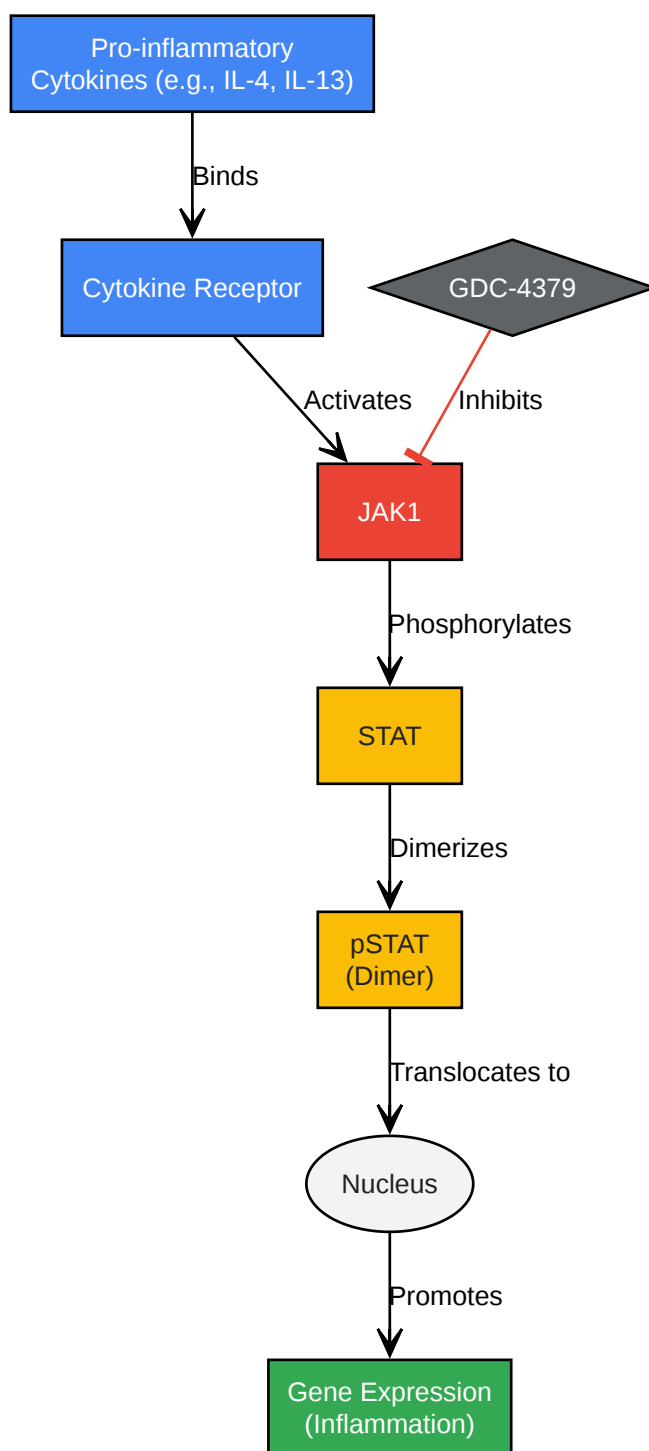 Pro-inflammatory
Cytokines (e.g., IL-4, IL-13)
Binds
Cytokine Receptor
GDC-4379
Activates
Inhibits
JAK1
Phosphorylates
STAT
Dimerizes
pSTAT
(Dimer)
Translocates to
Nucleus
Promotes
Gene Expression
(Inflammation)